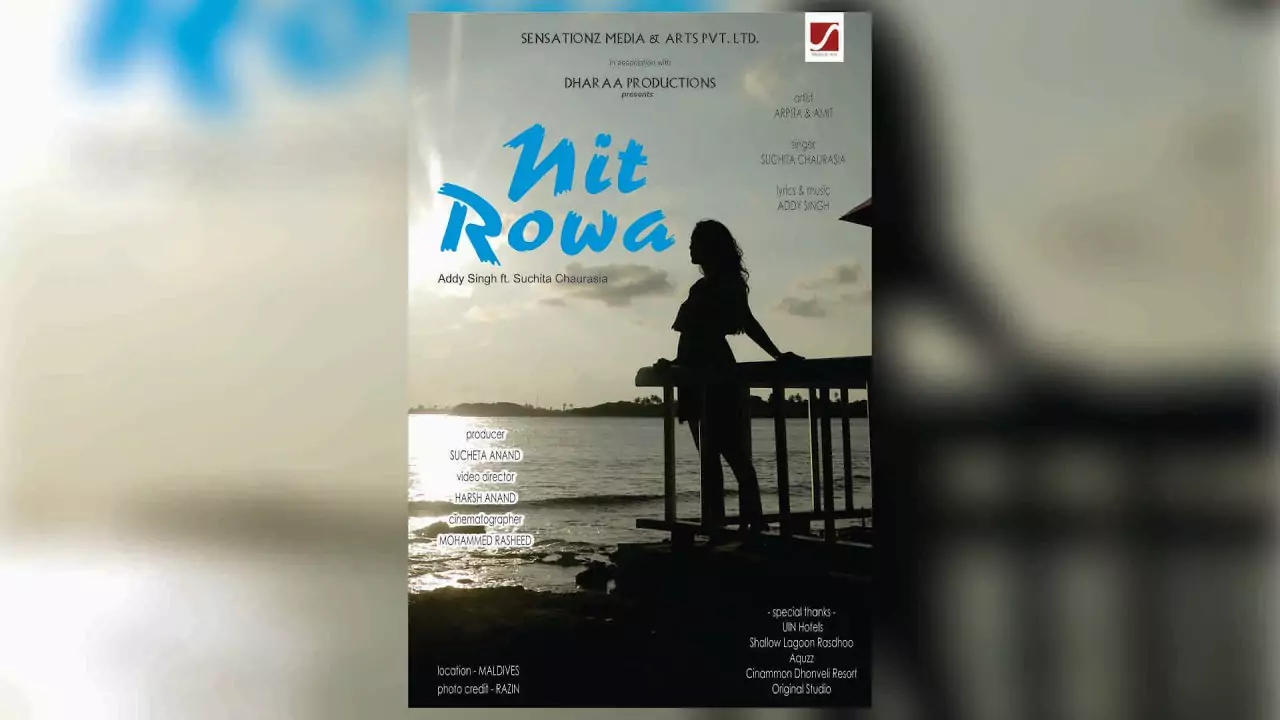 SENSATIONZ MEDIA & ARTS PVT. LTD.
in association with
DHARAA PRODUCTIONS
presents
artist
ARPITA & AMIT
singer
SUCHITA CHAURASIA
lyrics & music
ADDY SINGH
Nit
Rowa
Addy Singh ft. Suchita Chaurasia
producer
SUCHETA ANAND
video director
HARSH ANAND
cinematographer
MOHAMMED RASHEED
- special thanks -
UIN Hotels
Shallow Lagoon Rasdhoo
Aquzz
Cinammon Dhonveli Resort
Original Studio
location - MALDIVES
photo credit - RAZIN